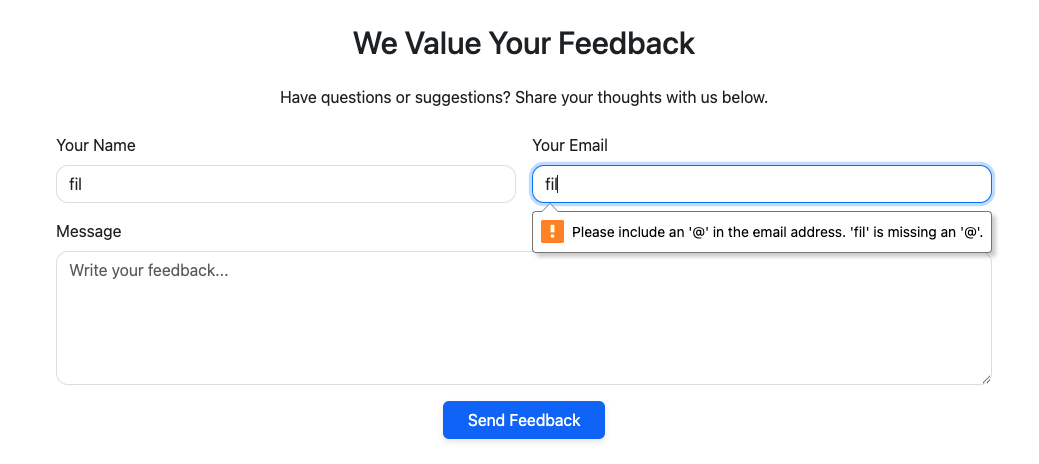 We Value Your Feedback
Have questions or suggestions? Share your thoughts with us below.
Your Name
Your Email
fil
fil
Please include an '@' in the email address. 'fil' is missing an '@'.
Message
Write your feedback...
Send Feedback